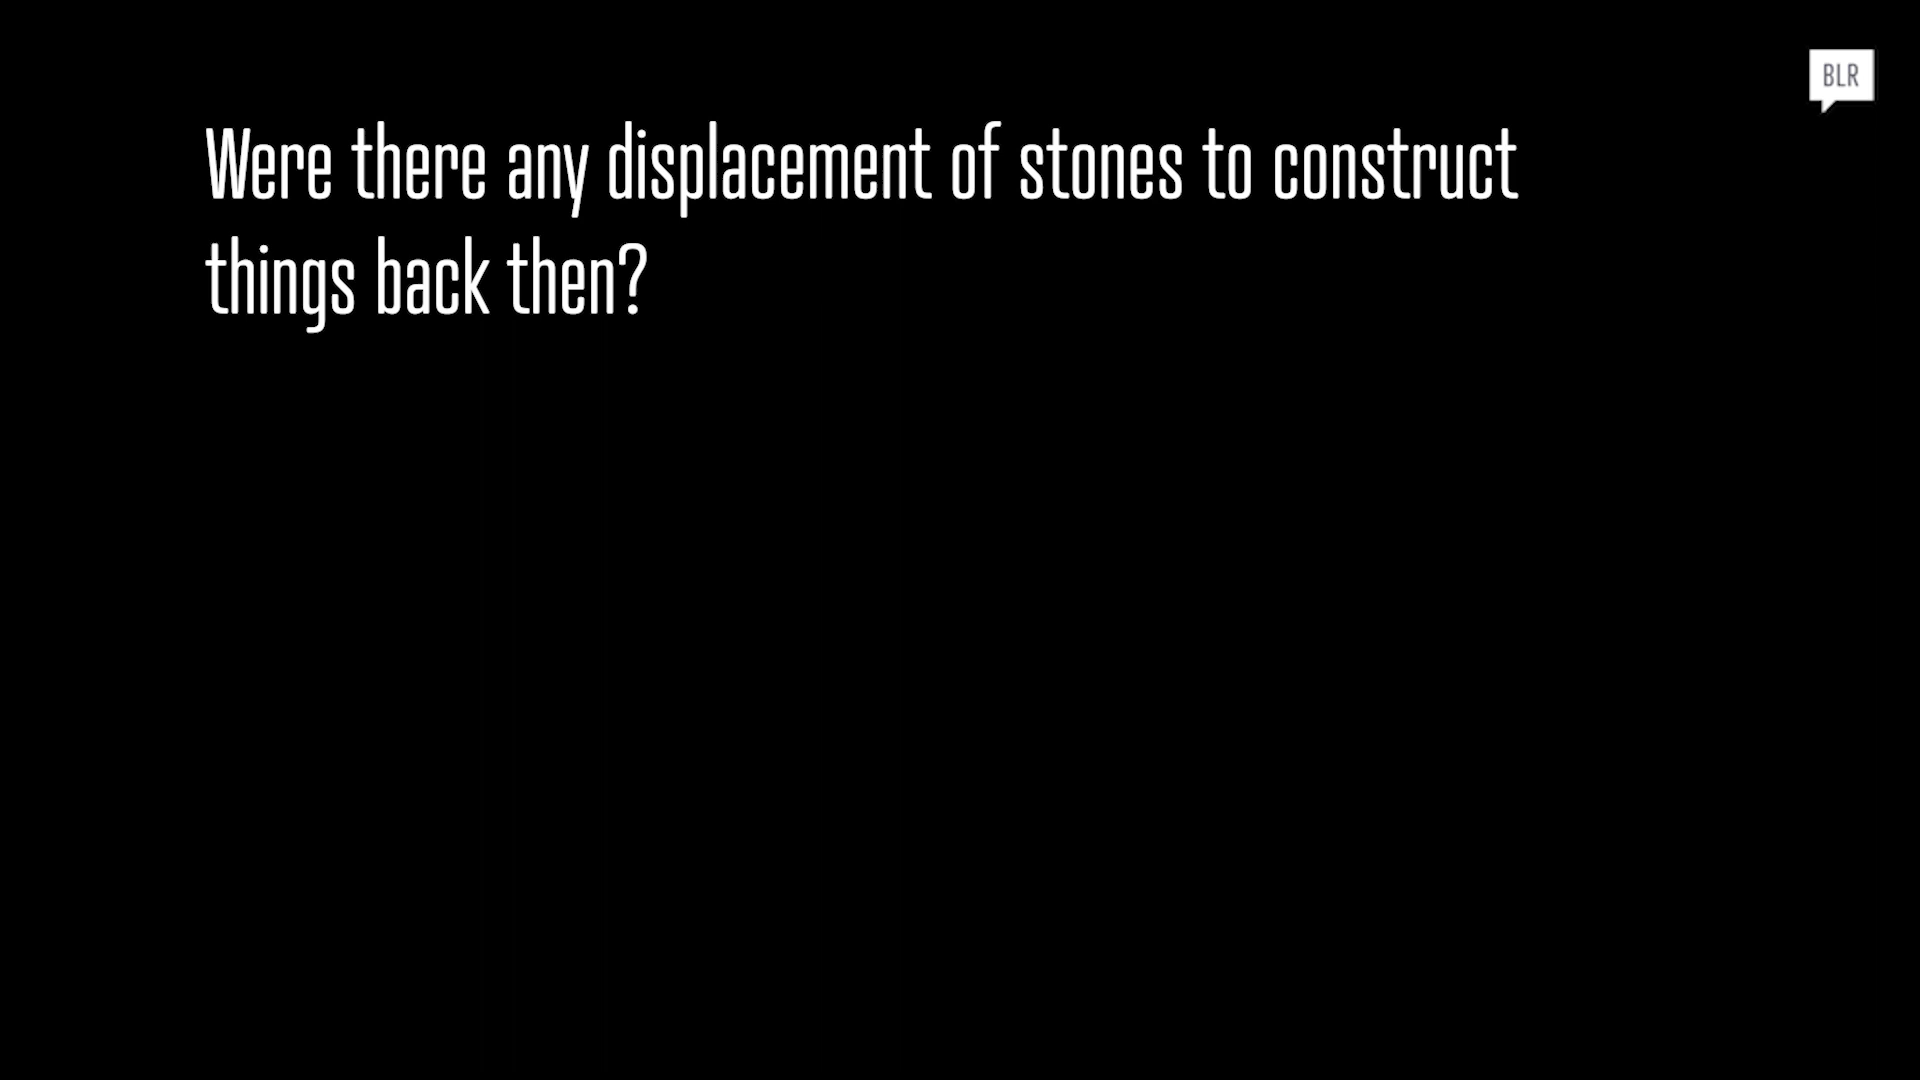 BLR
Were there any displacement of stones to construct
things back then?